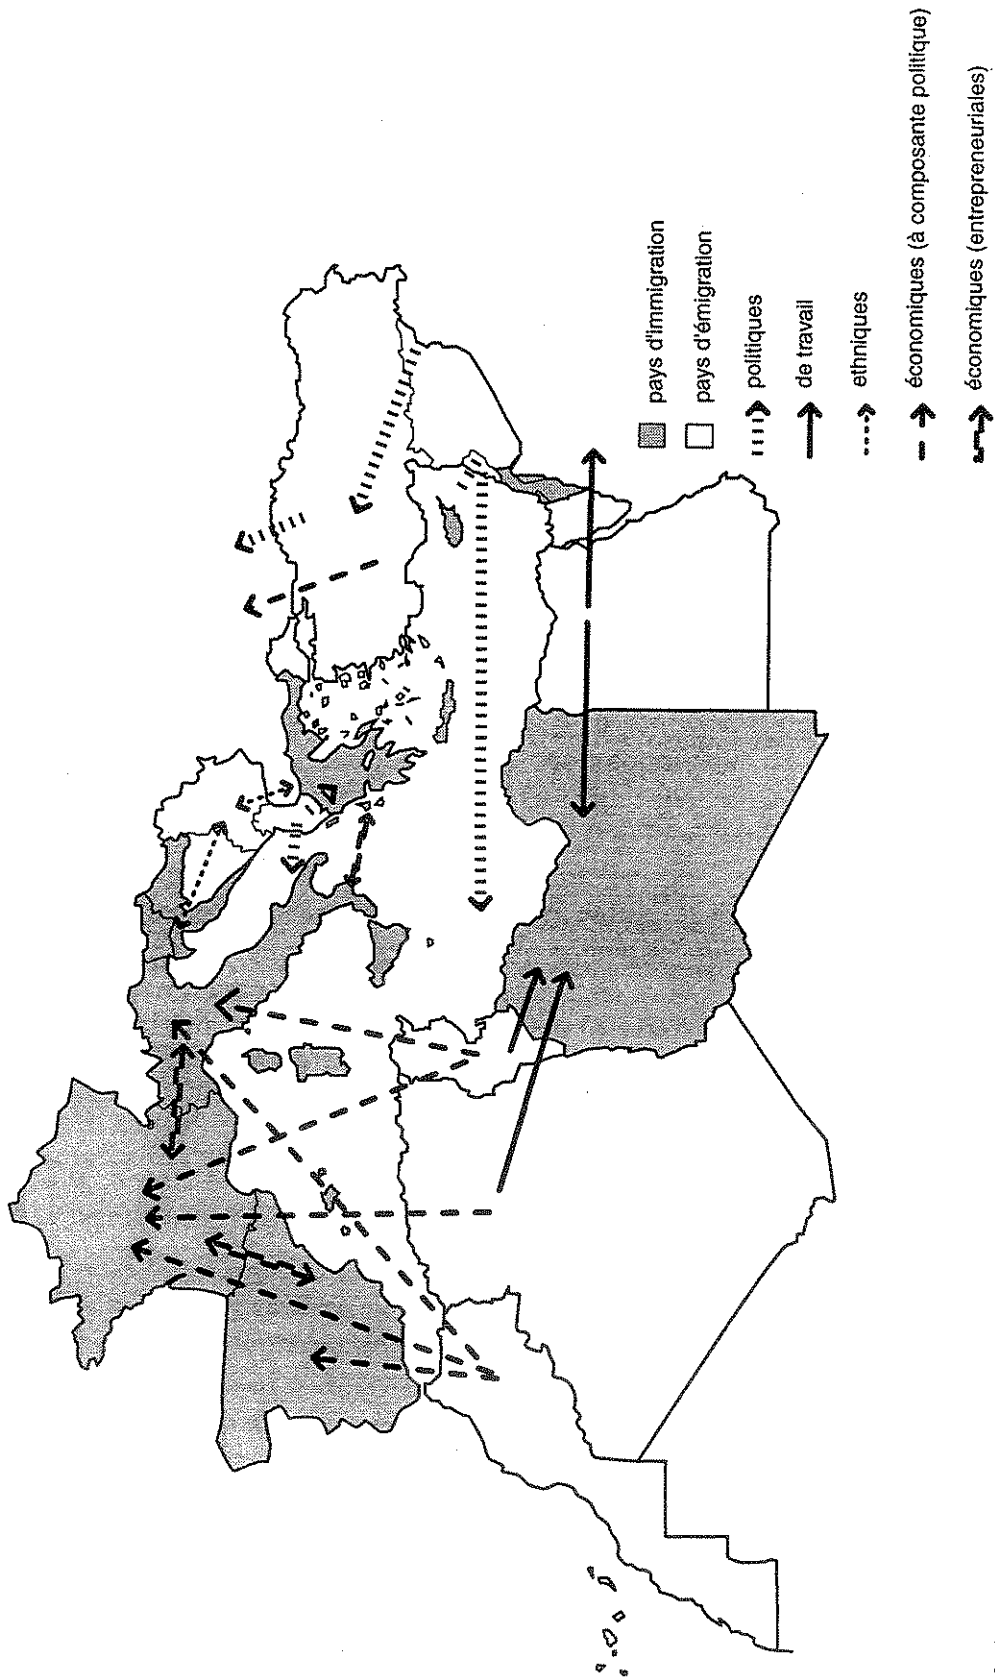 pays d'immigration
pays d'émigration
politiques
de travail
ethniques
économiques (à composante politique)
économiques (entrepreneuriales)